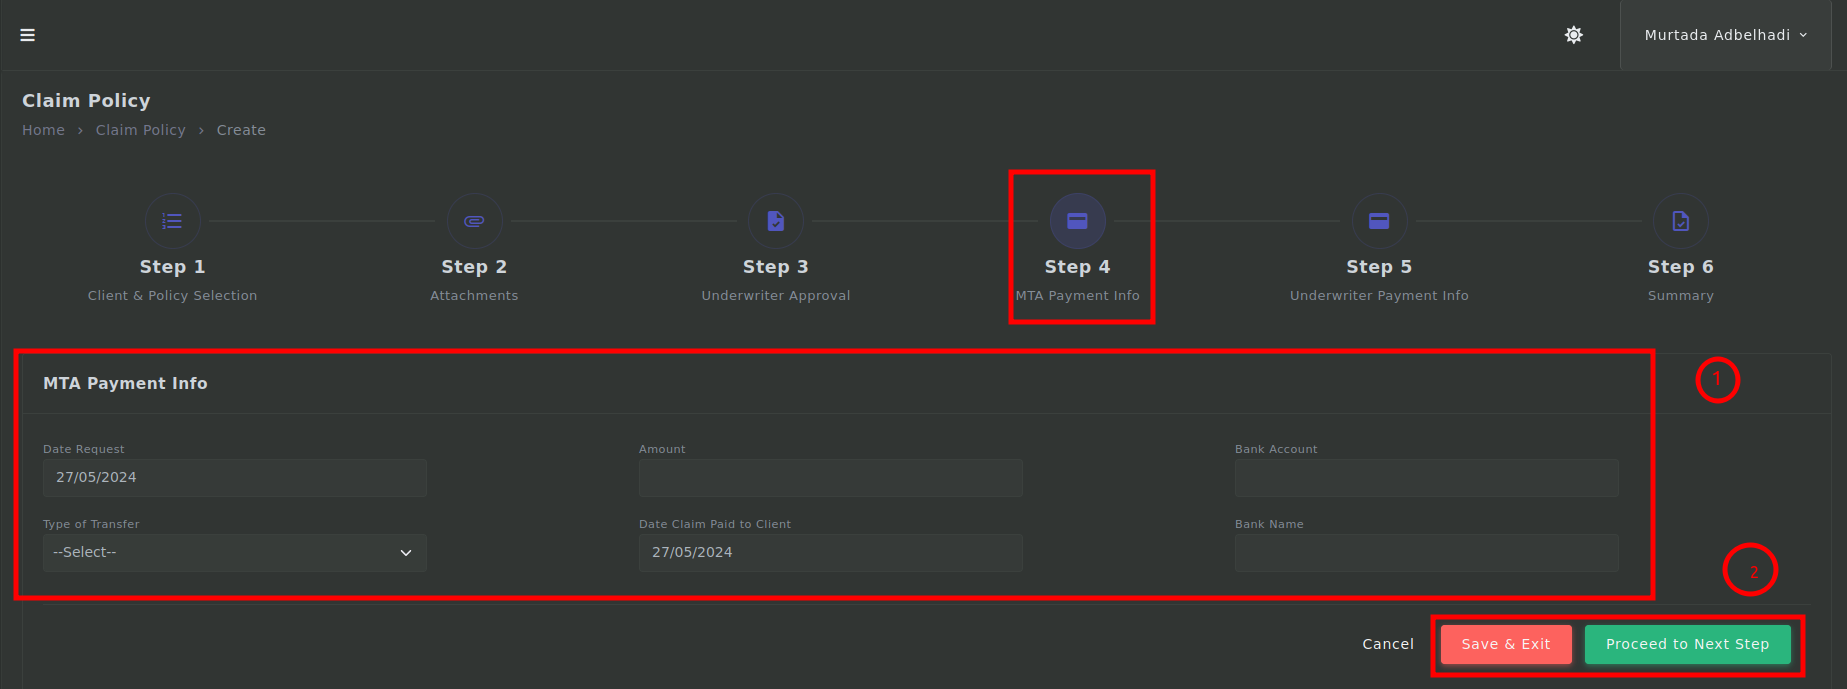 Murtada Adbelhadi
Claim Policy
Home › Claim Policy › Create
Step 1
Client & Policy Selection
Step 2
Attachments
Step 3
Underwriter Approval
Step 4
MTA Payment Info
Step 5
Underwriter Payment Info
Step 6
Summary
MTA Payment Info
1
Date Request
27/05/2024
Amount
Bank Account
Type of Transfer
--Select--
Date Claim Paid to Client
27/05/2024
Bank Name
2
Cancel
Save & Exit
Proceed to Next Step